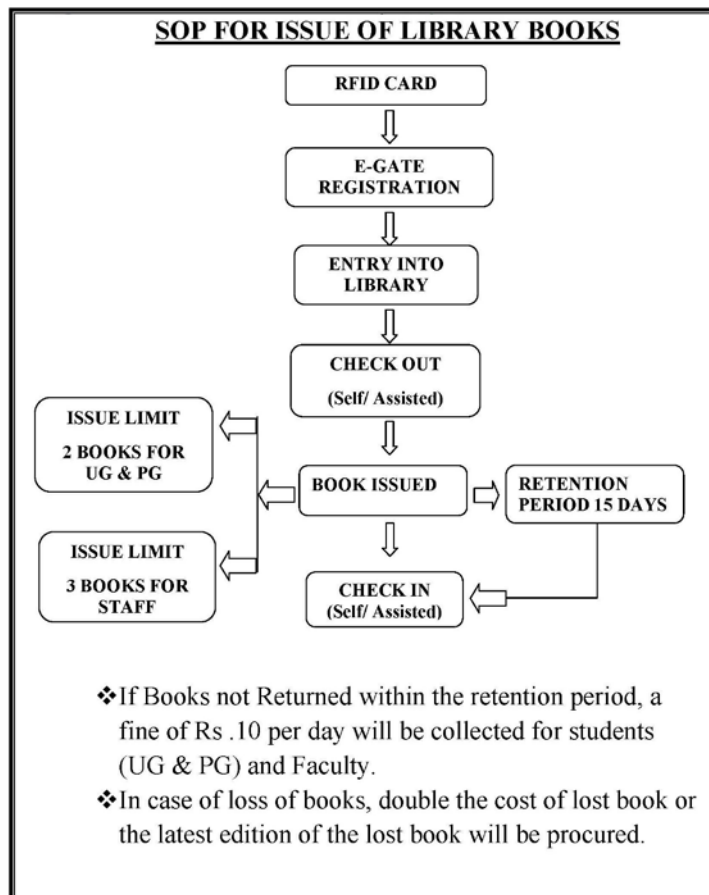 SOP FOR ISSUE OF LIBRARY BOOKS
RFID CARD
E-GATE
REGISTRATION
ENTRY INTO
LIBRARY
CHECK OUT
(Self/ Assisted)
ISSUE LIMIT
2 BOOKS FOR
UG & PG
BOOK ISSUED
RETENTION
PERIOD 15 DAYS
ISSUE LIMIT
3 BOOKS FOR
STAFF
CHECK IN
(Self/ Assisted)
❖If Books not Returned within the retention period, a
fine of Rs .10 per day will be collected for students
(UG & PG) and Faculty.
❖In case of loss of books, double the cost of lost book or
the latest edition of the lost book will be procured.